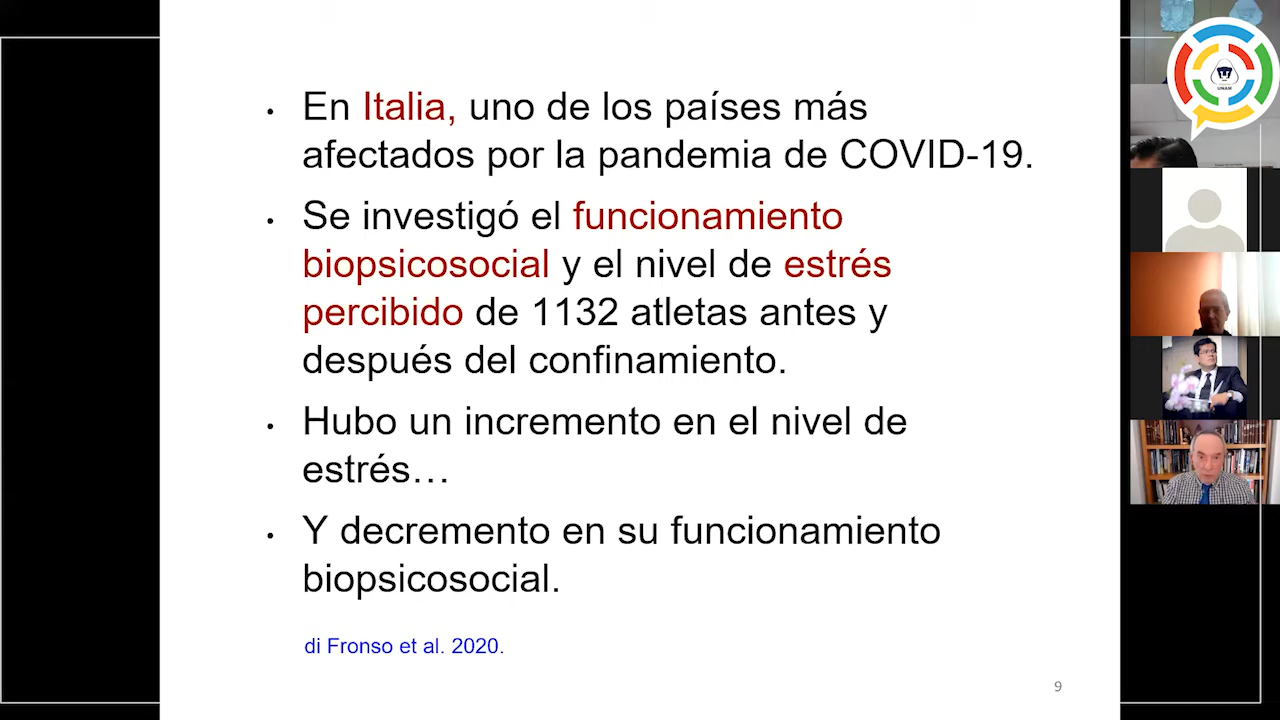 • En Italia, uno de los países más
afectados por la pandemia de COVID-19.
• Se investigó el funcionamiento
biopsicosocial y el nivel de estrés
percibido de 1132 atletas antes y
después del confinamiento.
• Hubo un incremento en el nivel de
estrés…
• Y decremento en su funcionamiento
biopsicosocial.
di Fronso et al. 2020.
9
UNAM